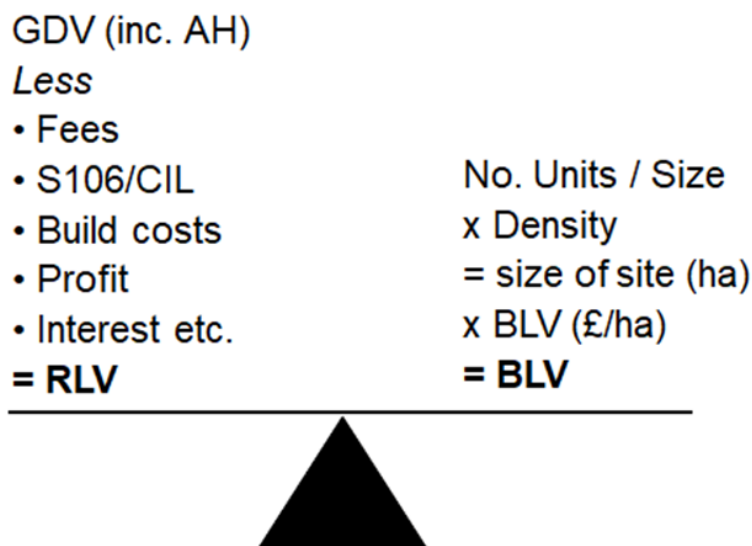 GDV (inc. AH)
Less
• Fees
• S106/CIL
• Build costs
• Profit
• Interest etc.
= RLV
No. Units / Size
x Density
= size of site (ha)
x BLV (£/ha)
= BLV